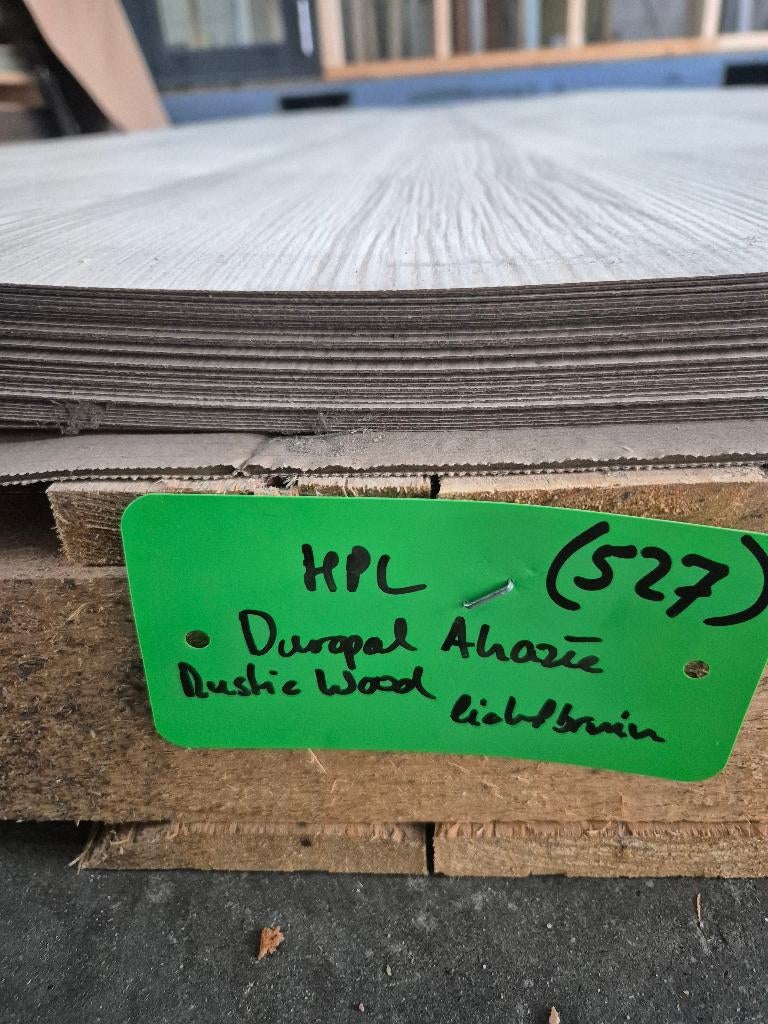 HPL (527)
Duropal Akazie
Rustic Wood
lichtbruin